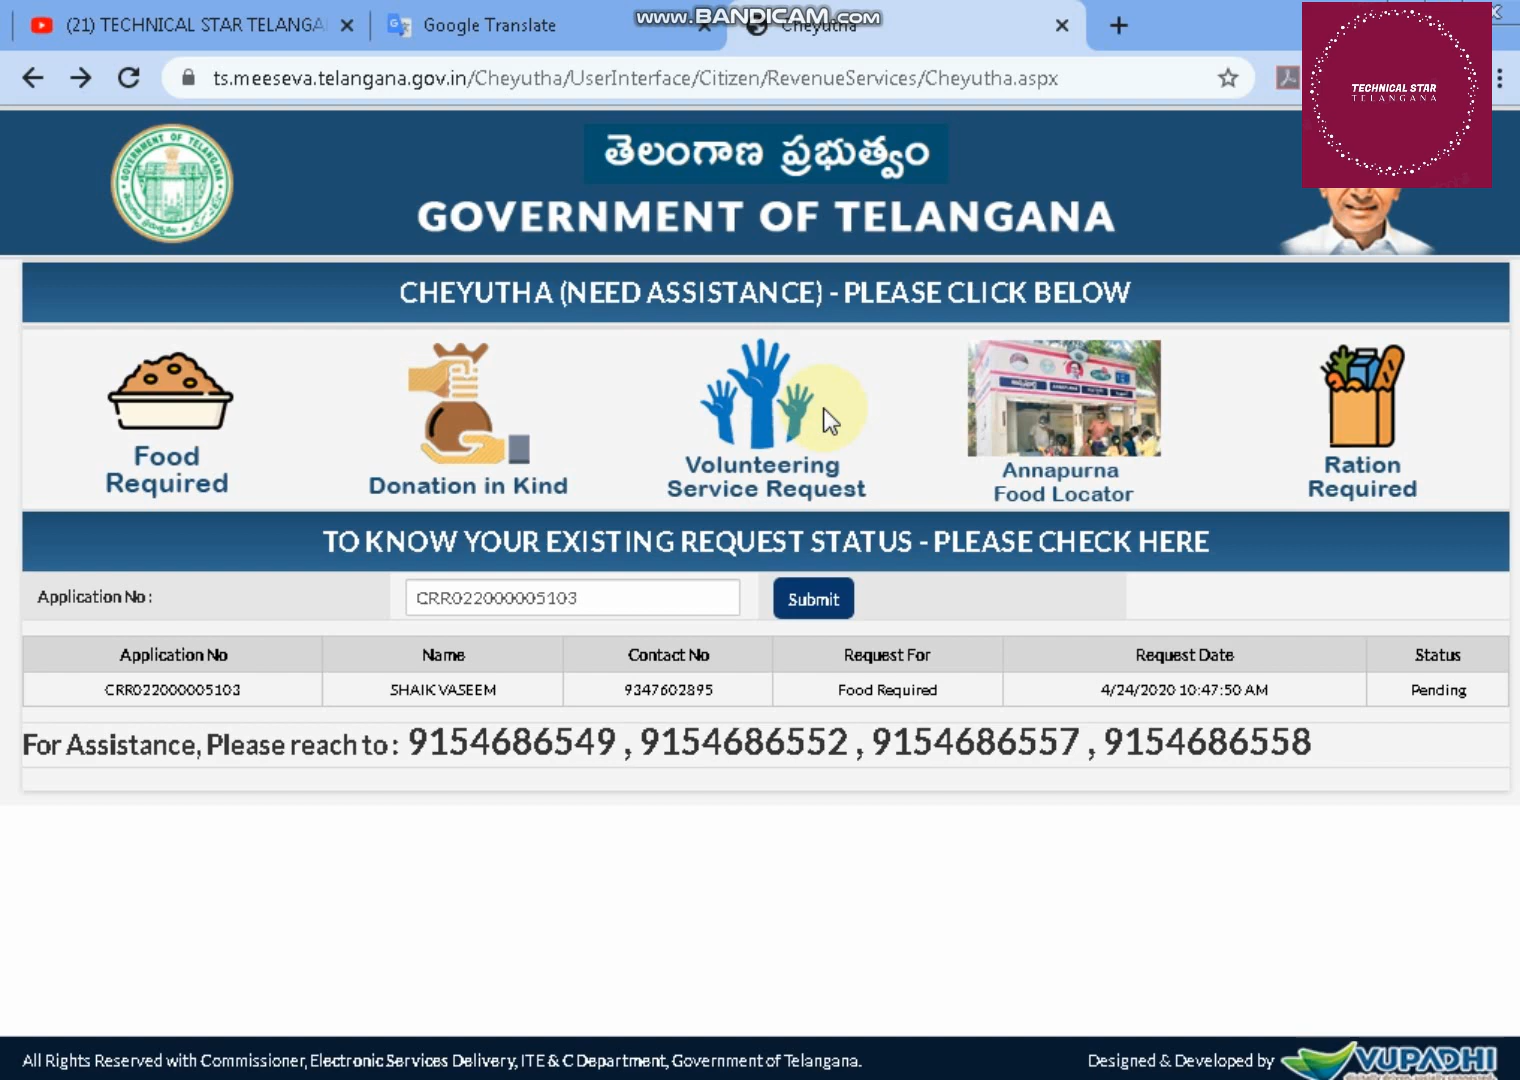 (21) TECHNICAL STAR TELANGA
Google Translate
WWW.BANDICAM.COM
Cheyutha
ts.meeseva.telangana.gov.in/Cheyutha/UserInterface/Citizen/RevenueServices/Cheyutha.aspx
TECHNICAL STAR
TELANGANA
తెలంగాణ ప్రభుత్వం
GOVERNMENT OF TELANGANA
CHEYUTHA (NEED ASSISTANCE) - PLEASE CLICK BELOW
Food
Required
Donation in Kind
Volunteering
Service Request
Annapurna
Food Locator
Ration
Required
TO KNOW YOUR EXISTING REQUEST STATUS - PLEASE CHECK HERE
Application No :
CRR022000005103
Submit
Application No Name Contact No Request For Request Date Status
CRR022000005103 SHAIK VASEEM 9347602895 Food Required 4/24/2020 10:47:50 AM Pending
For Assistance, Please reach to : 9154686549 , 9154686552 , 9154686557 , 9154686558
All Rights Reserved with Commissioner, Electronic Services Delivery, ITE & C Department, Government of Telangana.
Designed & Developed by
VUPADHI